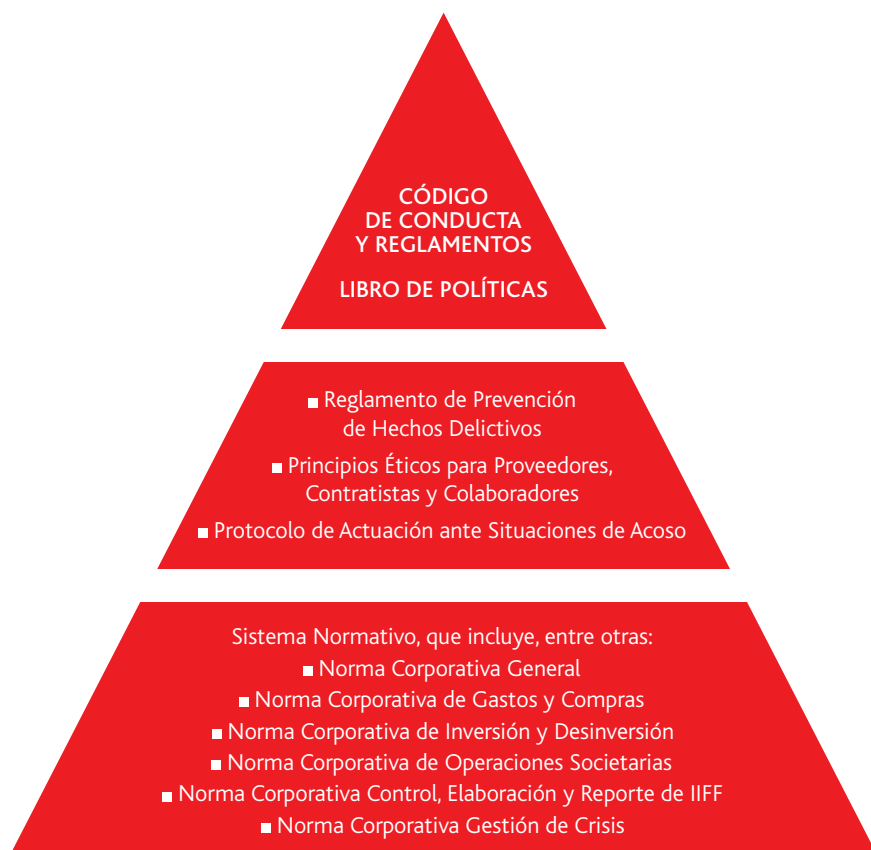 CÓDIGO
DE CONDUCTA
Y REGLAMENTOS
LIBRO DE POLÍTICAS
■ Reglamento de Prevención
de Hechos Delictivos
■ Principios Éticos para Proveedores,
Contratistas y Colaboradores
■ Protocolo de Actuación ante Situaciones de Acoso
Sistema Normativo, que incluye, entre otras:
■ Norma Corporativa General
■ Norma Corporativa de Gastos y Compras
■ Norma Corporativa de Inversión y Desinversión
■ Norma Corporativa de Operaciones Societarias
■ Norma Corporativa Control, Elaboración y Reporte de IIFF
■ Norma Corporativa Gestión de Crisis